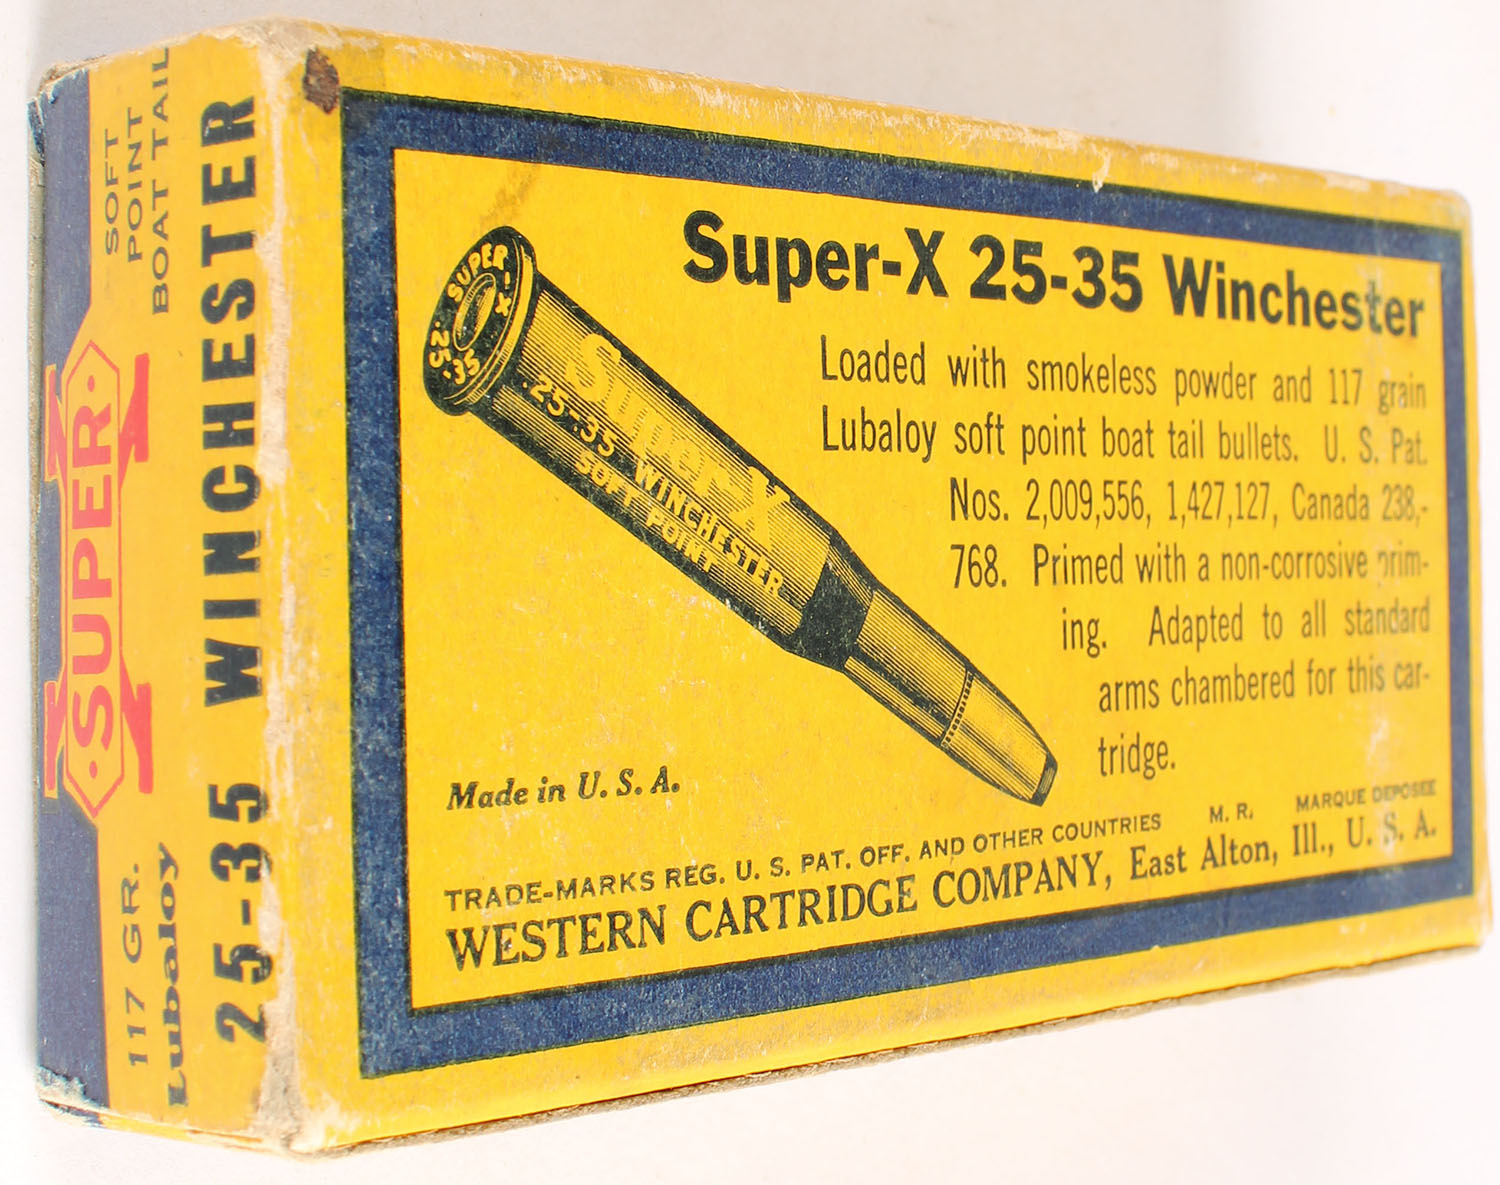 SOFT
POINT
BOAT TAIL
SUPER X
117 GR.
Lubaloy
25-35 WINCHESTER
Super-X 25-35 Winchester
Loaded with smokeless powder and 117 grain
Lubaloy soft point boat tail bullets. U. S. Pat.
Nos. 2,009,556, 1,427,127, Canada 238,-
768. Primed with a non-corrosive prim-
ing. Adapted to all standard
arms chambered for this car-
tridge.
SUPER-X
.25-35
Super-X
.25-35 WINCHESTER
SOFT POINT
Made in U. S. A.
TRADE-MARKS REG. U. S. PAT. OFF. AND OTHER COUNTRIES M. R. MARQUE DEPOSEE
WESTERN CARTRIDGE COMPANY, East Alton, Ill., U. S. A.